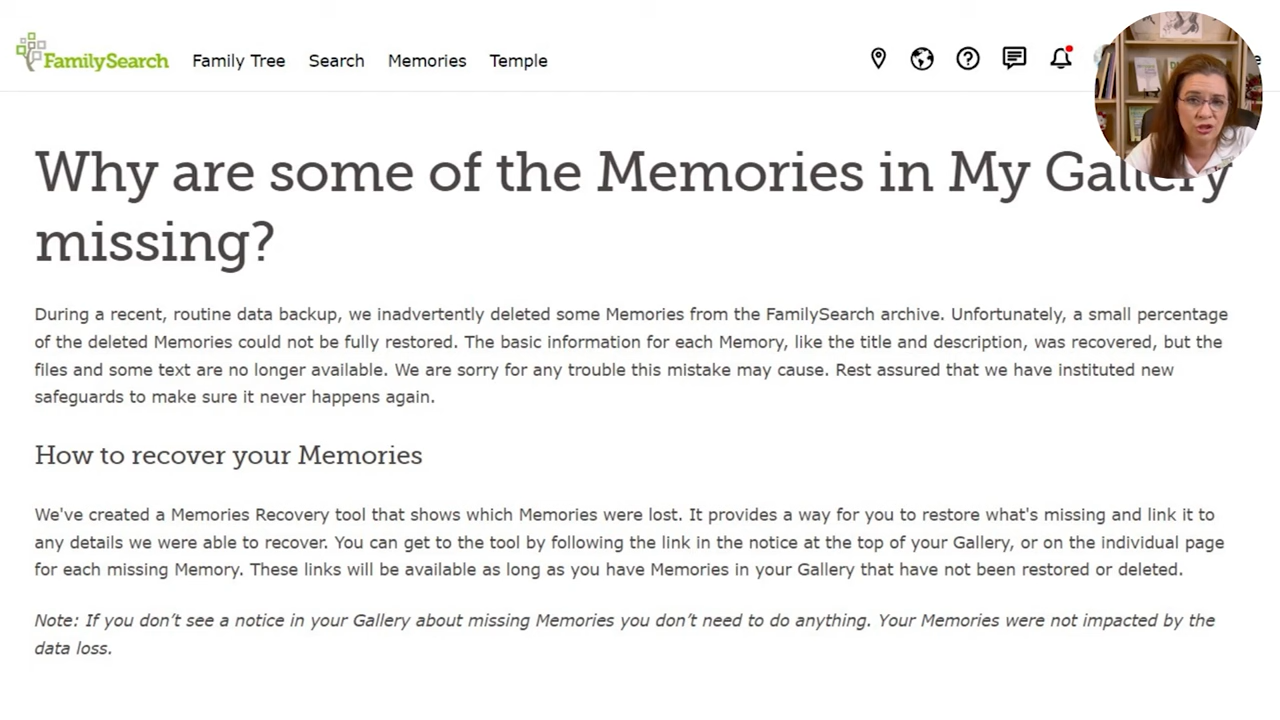 FamilySearch Family Tree Search Memories Temple
Why are some of the Memories in My Gallery
missing?
During a recent, routine data backup, we inadvertently deleted some Memories from the FamilySearch archive. Unfortunately, a small percentage
of the deleted Memories could not be fully restored. The basic information for each Memory, like the title and description, was recovered, but the
files and some text are no longer available. We are sorry for any trouble this mistake may cause. Rest assured that we have instituted new
safeguards to make sure it never happens again.
How to recover your Memories
We've created a Memories Recovery tool that shows which Memories were lost. It provides a way for you to restore what's missing and link it to
any details we were able to recover. You can get to the tool by following the link in the notice at the top of your Gallery, or on the individual page
for each missing Memory. These links will be available as long as you have Memories in your Gallery that have not been restored or deleted.
Note: If you don’t see a notice in your Gallery about missing Memories you don’t need to do anything. Your Memories were not impacted by the
data loss.